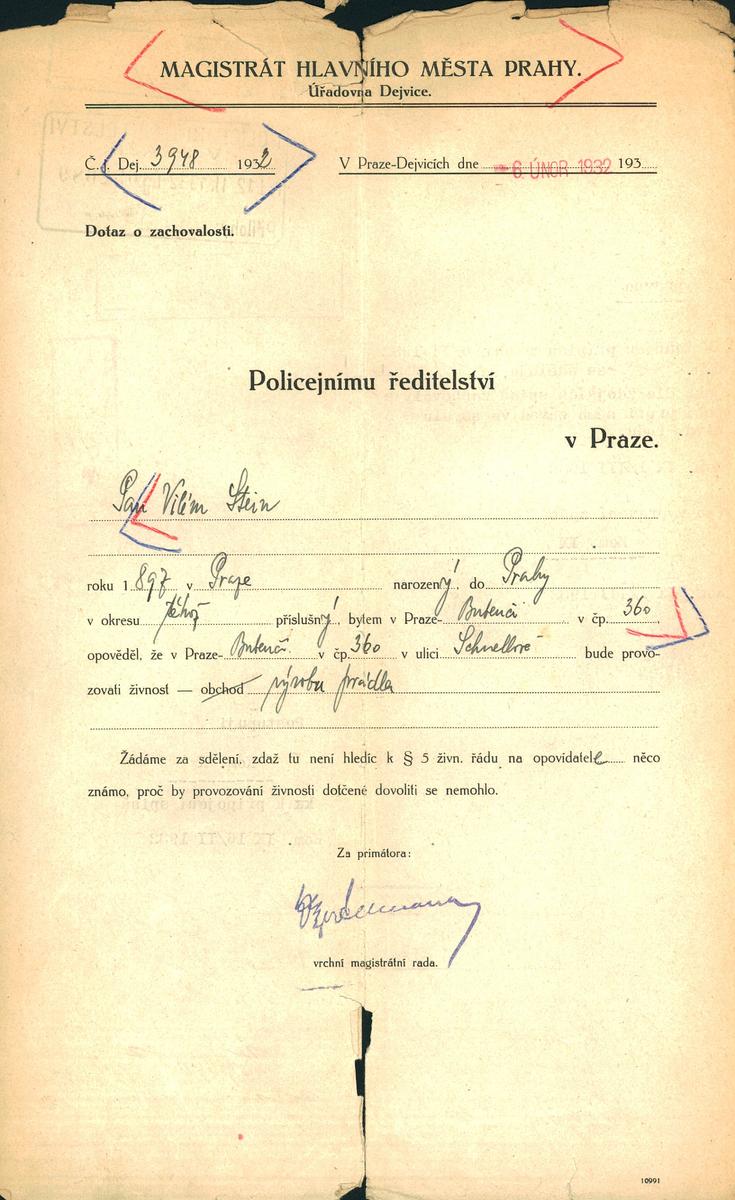 MAGISTRÁT HLAVNÍHO MĚSTA PRAHY.
Úřadovna Dejvice.
Č. j. Dej. 3948 1932 V Praze-Dejvicích dne -6. ÚNOR 1932 193
Dotaz o zachovalosti.
Policejnímu ředitelství
v Praze.
Pan Vilém Stein
roku 1897 v Praze narozený, do Prahy
v okresu téhož příslušný, bytem v Praze- Bubenči v čp. 360
opověděl, že v Praze- Bubenči v čp. 360 v ulici Schnellově bude provo-
zovati živnost — obchod výrobu prádla
Žádáme za sdělení, zdaž tu není hledíc k § 5 živn. řádu na opovidatele něco
známo, proč by provozování živnosti dotčené dovoliti se nemohlo.
Za primátora:
vrchní magistrátní rada.
10991